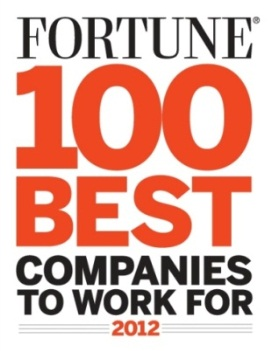 FORTUNE®
100
BEST
COMPANIES
TO WORK FOR
2012